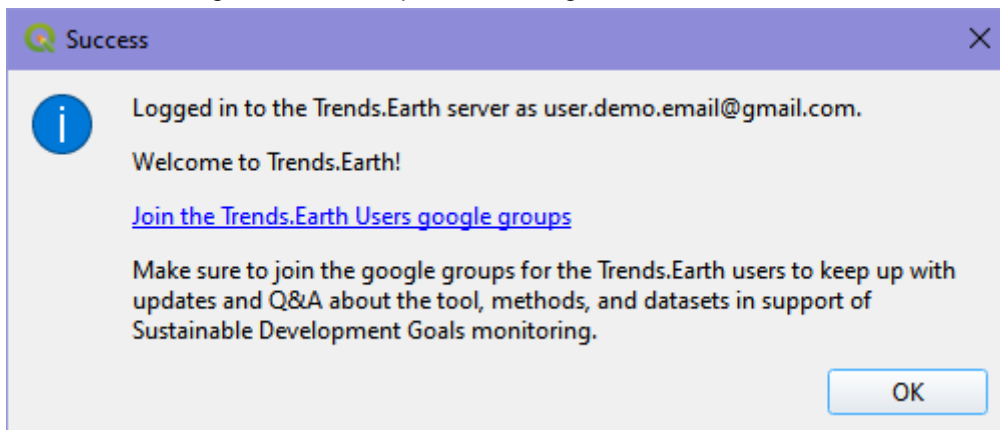 Success
Logged in to the Trends.Earth server as user.demo.email@gmail.com.
Welcome to Trends.Earth!
Join the Trends.Earth Users google groups
Make sure to join the google groups for the Trends.Earth users to keep up with
updates and Q&A about the tool, methods, and datasets in support of
Sustainable Development Goals monitoring.
OK